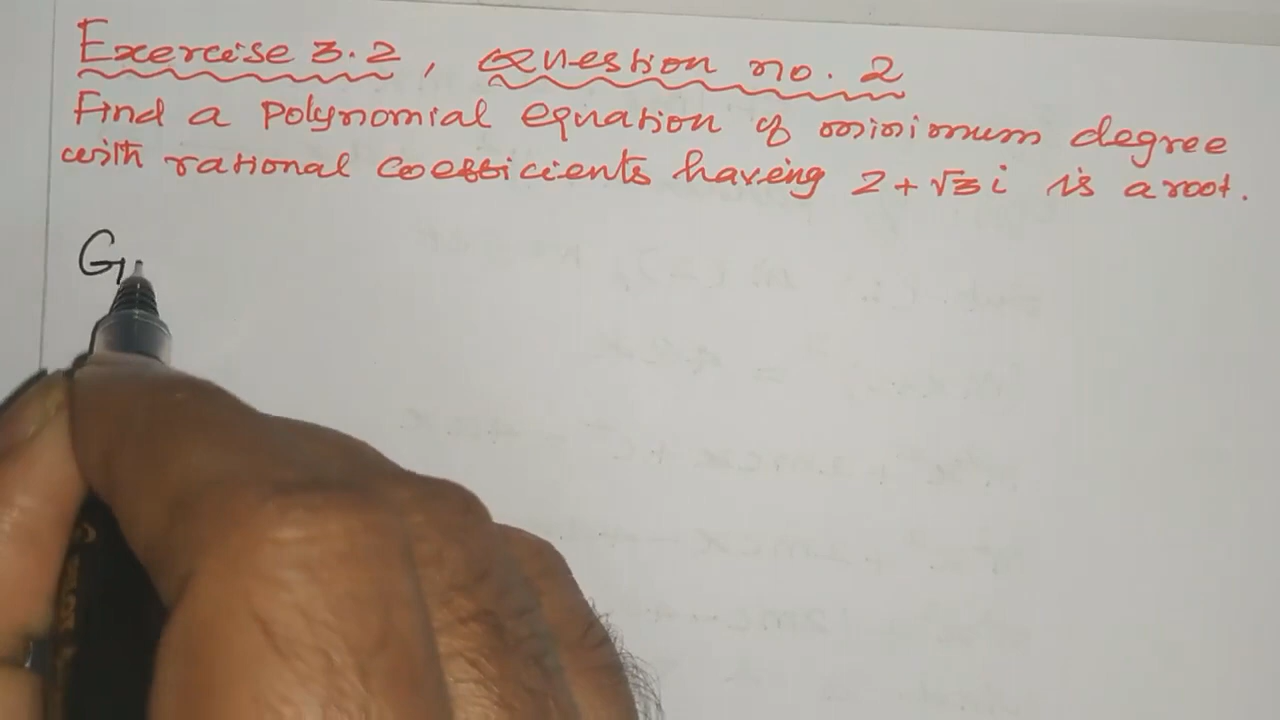 Exercise 3.2, Question no. 2
Find a polynomial equation of minimum degree
with rational coefficients having 2+√3i is a root.
G